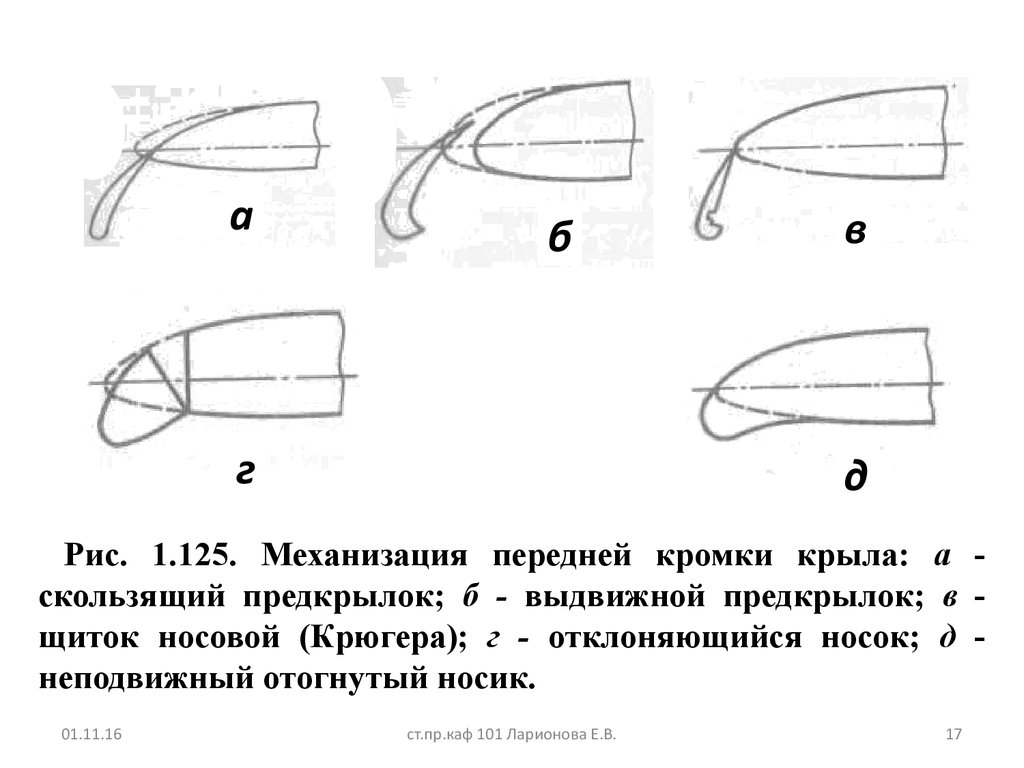 а
б
в
г
д
Рис. 1.125. Механизация передней кромки крыла: а -
скользящий предкрылок; б - выдвижной предкрылок; в -
щиток носовой (Крюгера); г - отклоняющийся носок; д -
неподвижный отогнутый носик.
01.11.16
ст.пр.каф 101 Ларионова Е.В.
17